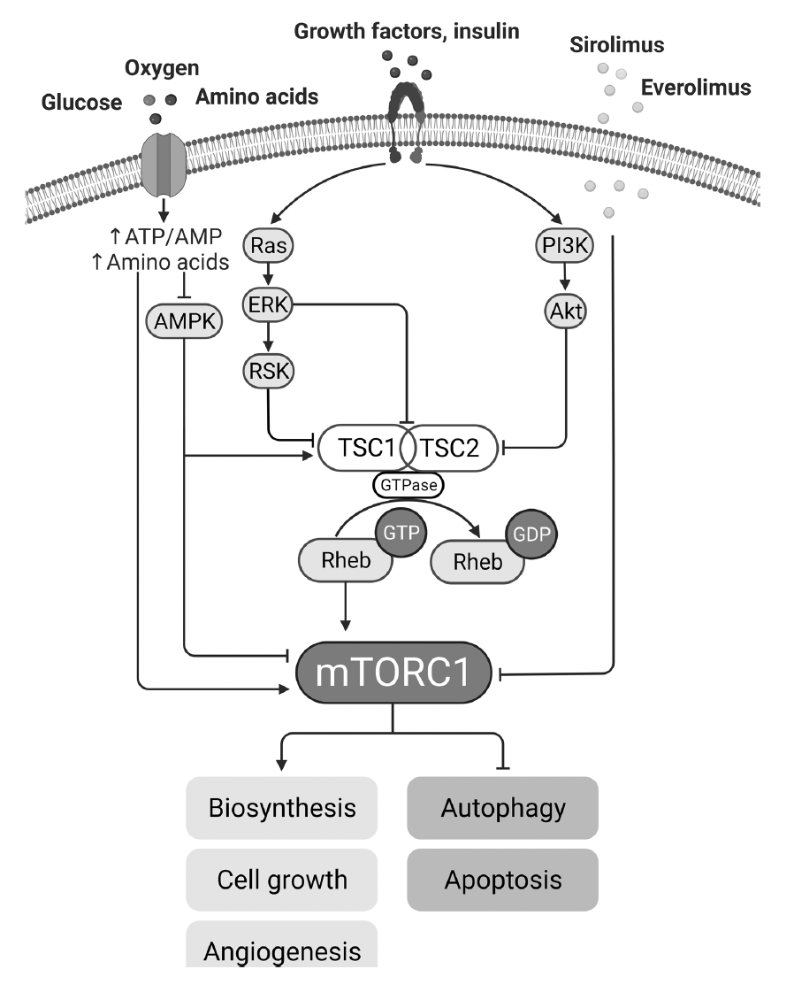 Growth factors, insulin
Sirolimus
Oxygen
Everolimus
Glucose
Amino acids
↑ATP/AMP
↑Amino acids
Ras
PI3K
ERK
Akt
AMPK
RSK
TSC1
TSC2
GTPase
GTP
GDP
Rheb
Rheb
mTORC1
Biosynthesis
Autophagy
Cell growth
Apoptosis
Angiogenesis